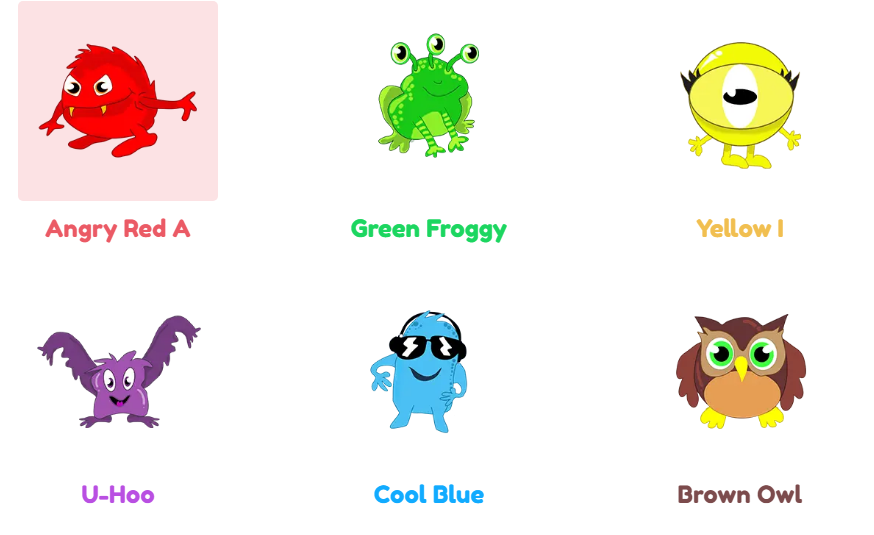 Angry Red A
Green Froggy
Yellow I
U-Hoo
Cool Blue
Brown Owl